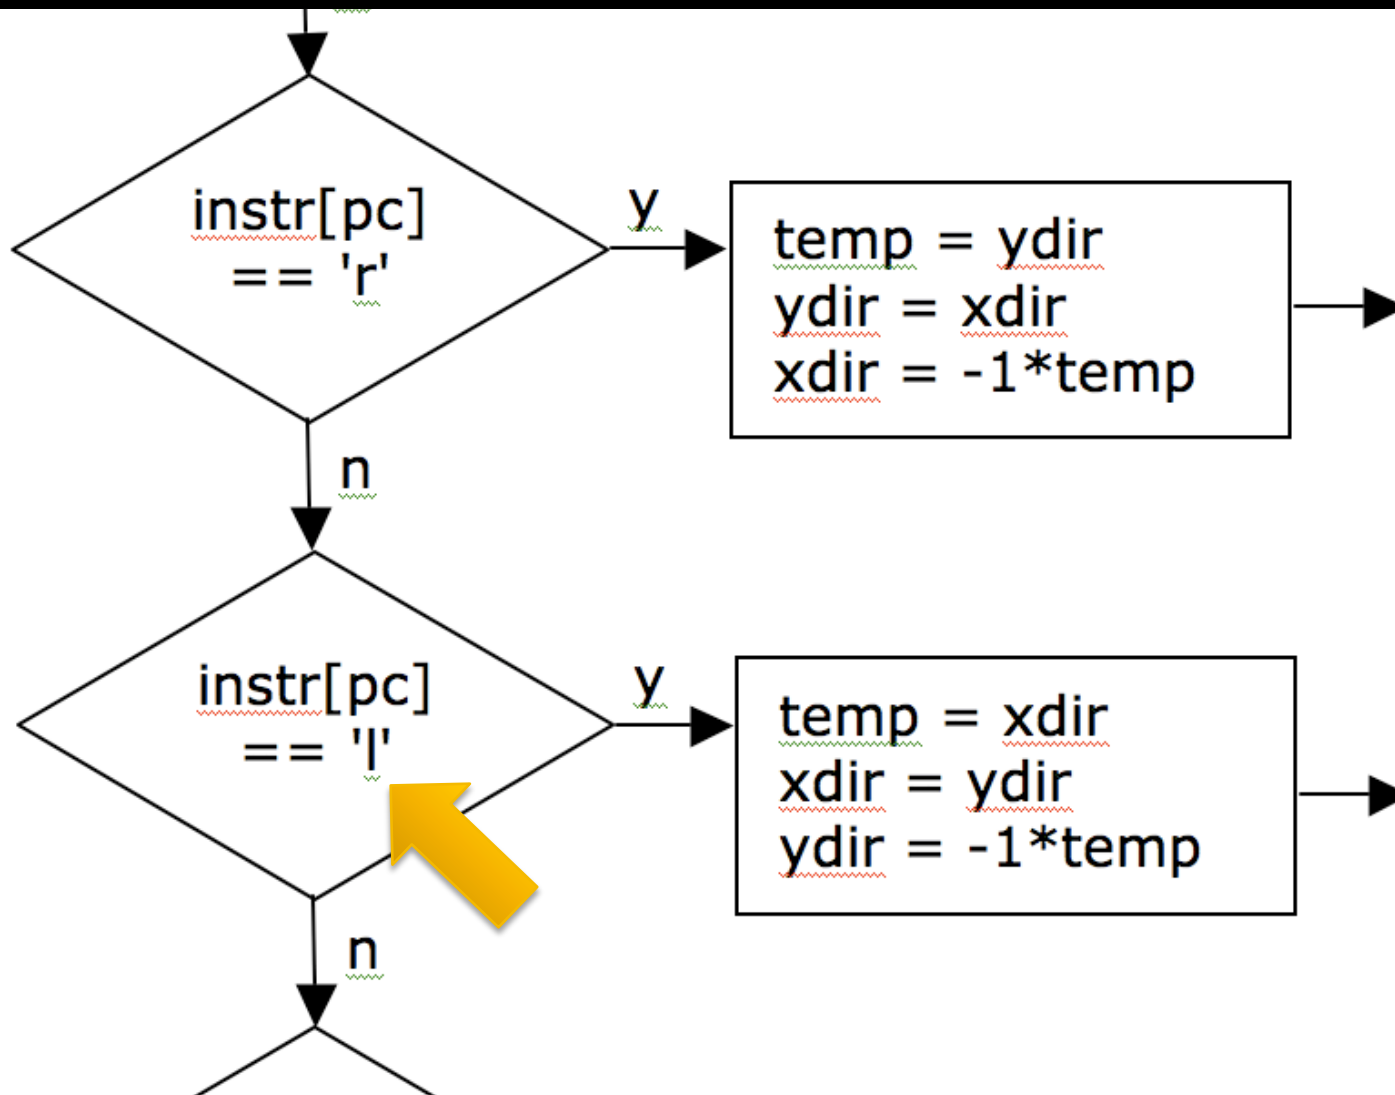 instr[pc]
== 'r'
y
temp = ydir
ydir = xdir
xdir = -1*temp
n
instr[pc]
== 'l'
y
temp = xdir
xdir = ydir
ydir = -1*temp
n